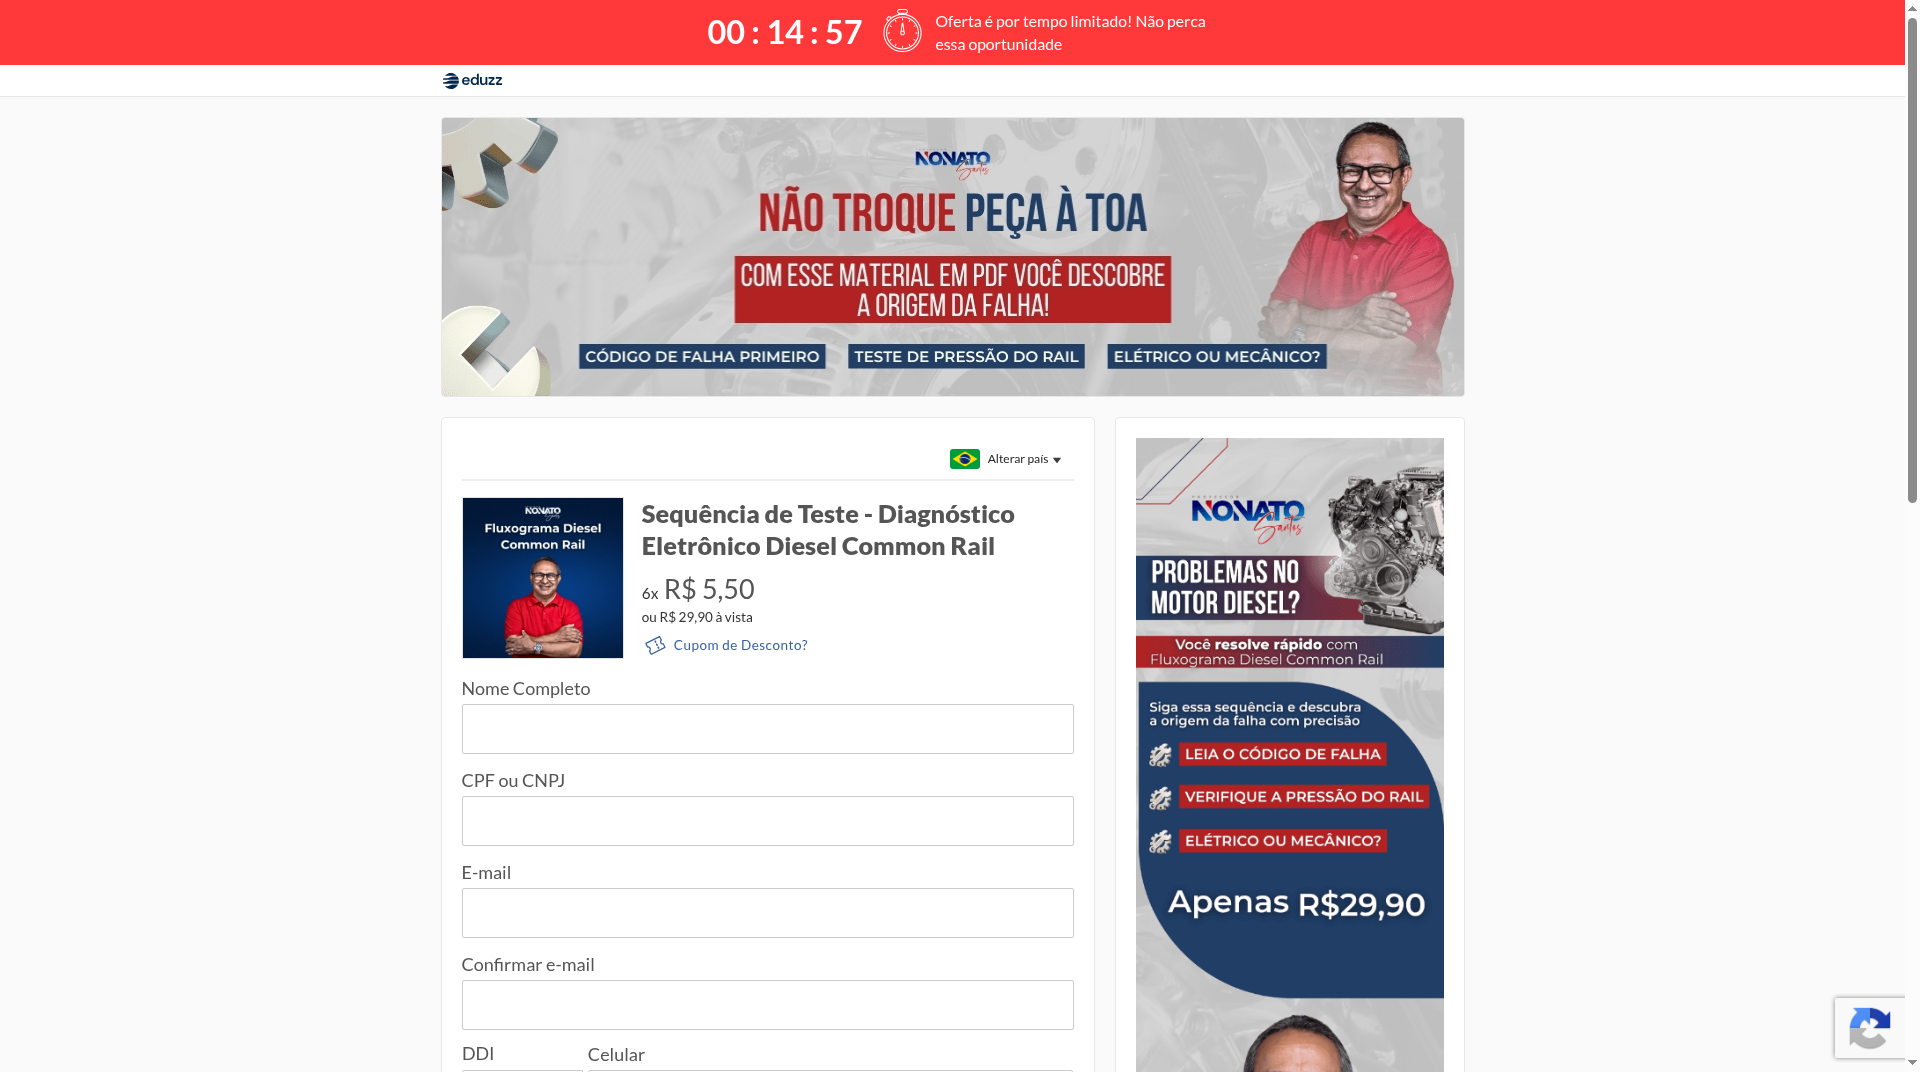 00 : 14 : 57
Oferta é por tempo limitado! Não perca
essa oportunidade
eduzz
NONATO
Santos
NÃO TROQUE PEÇA À TOA
COM ESSE MATERIAL EM PDF VOCÊ DESCOBRE
A ORIGEM DA FALHA!
CÓDIGO DE FALHA PRIMEIRO
TESTE DE PRESSÃO DO RAIL
ELÉTRICO OU MECÂNICO?
Alterar país
NONATO
Santos
Fluxograma Diesel
Common Rail
Sequência de Teste - Diagnóstico
Eletrônico Diesel Common Rail
6x R$ 5,50
ou R$ 29,90 à vista
Cupom de Desconto?
Nome Completo
CPF ou CNPJ
E-mail
Confirmar e-mail
DDI
Celular
PROFESSOR
NONATO
Santos
PROBLEMAS NO
MOTOR DIESEL?
Você resolve rápido com
Fluxograma Diesel Common Rail
Siga essa sequência e descubra
a origem da falha com precisão
LEIA O CÓDIGO DE FALHA
VERIFIQUE A PRESSÃO DO RAIL
ELÉTRICO OU MECÂNICO?
Apenas R$29,90